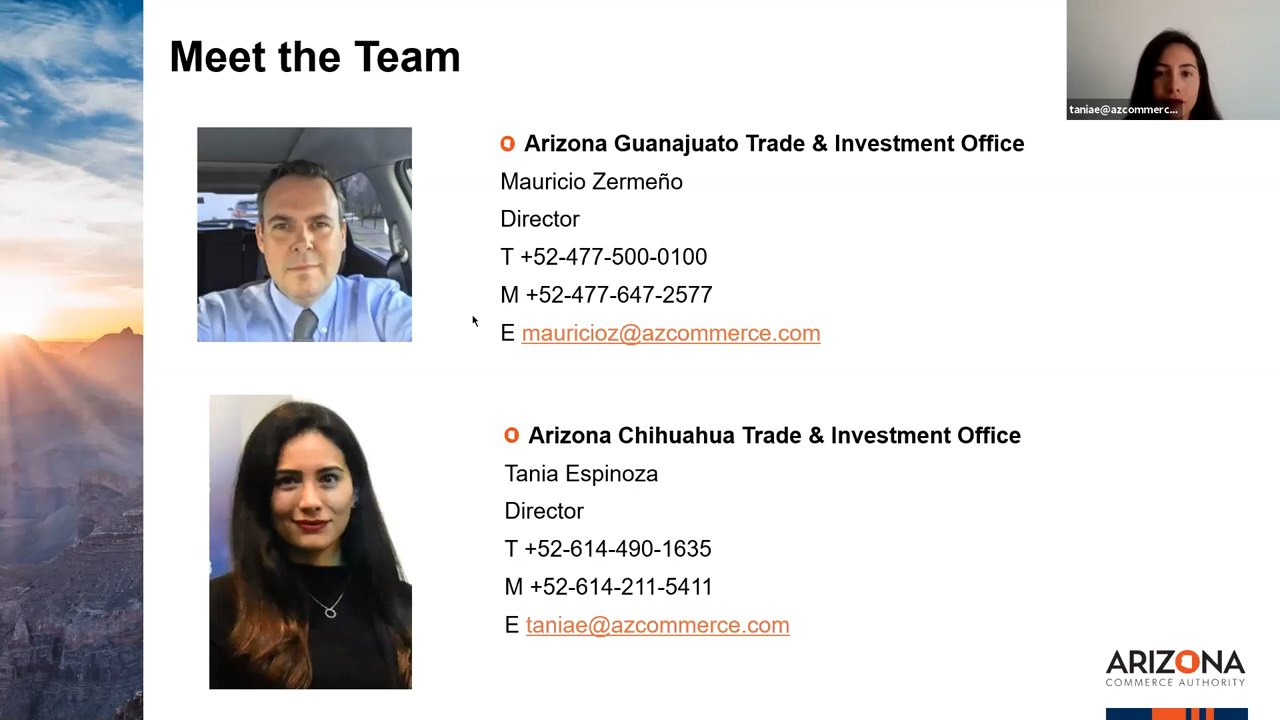 Meet the Team
taniae@azcommerc...
Arizona Guanajuato Trade & Investment Office
Mauricio Zermeño
Director
T +52-477-500-0100
M +52-477-647-2577
E mauricioz@azcommerce.com
Arizona Chihuahua Trade & Investment Office
Tania Espinoza
Director
T +52-614-490-1635
M +52-614-211-5411
E taniae@azcommerce.com
ARIZONA
COMMERCE AUTHORITY